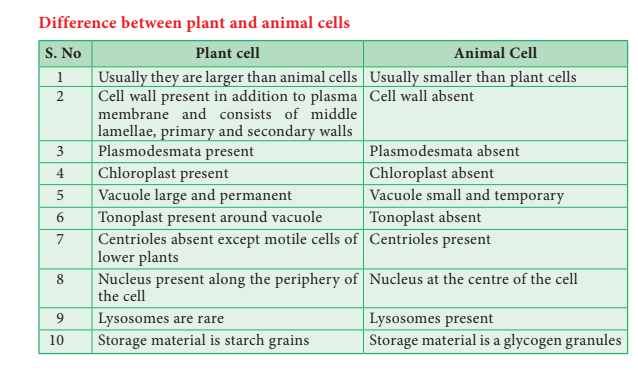 Difference between plant and animal cells
S. No Plant cell Animal Cell
1 Usually they are larger than animal cells Usually smaller than plant cells
2 Cell wall present in addition to plasma Cell wall absent
membrane and consists of middle
lamellae, primary and secondary walls
3 Plasmodesmata present Plasmodesmata absent
4 Chloroplast present Chloroplast absent
5 Vacuole large and permanent Vacuole small and temporary
6 Tonoplast present around vacuole Tonoplast absent
7 Centrioles absent except motile cells of Centrioles present
lower plants
8 Nucleus present along the periphery of Nucleus at the centre of the cell
the cell
9 Lysosomes are rare Lysosomes present
10 Storage material is starch grains Storage material is a glycogen granules